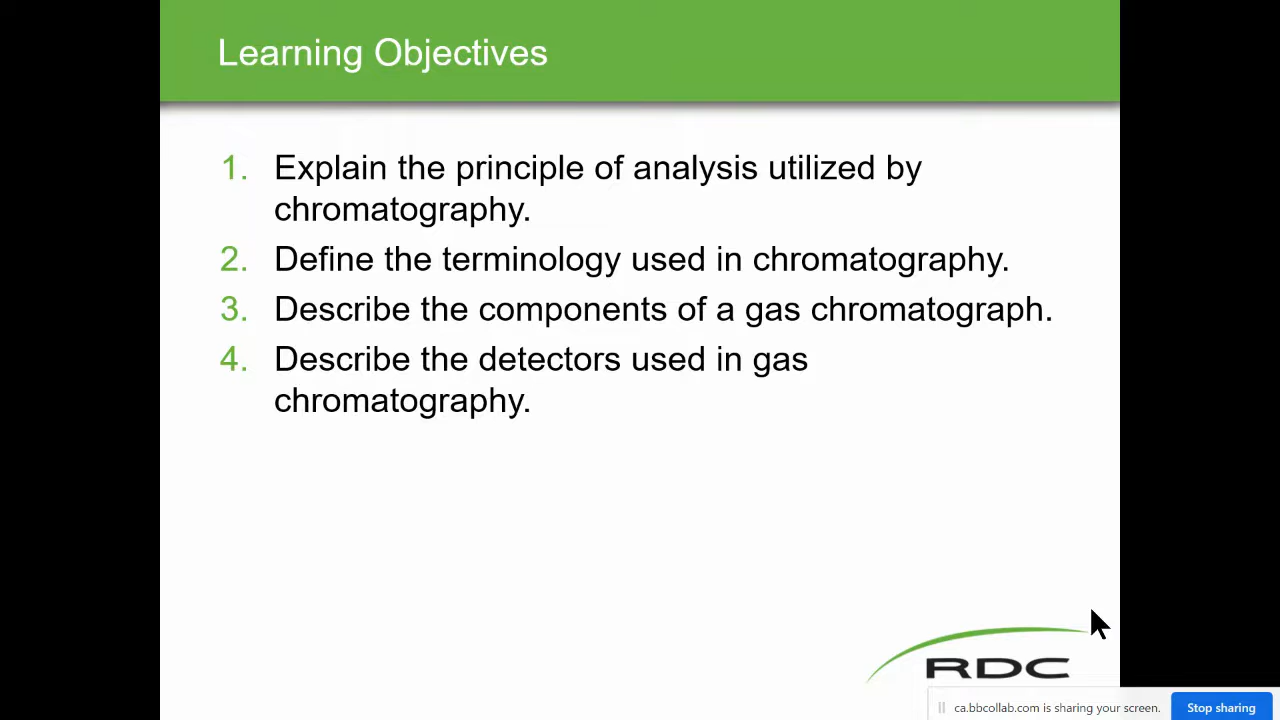 Learning Objectives
1. Explain the principle of analysis utilized by
chromatography.
2. Define the terminology used in chromatography.
3. Describe the components of a gas chromatograph.
4. Describe the detectors used in gas
chromatography.
RDC
ca.bbcollab.com is sharing your screen. Stop sharing